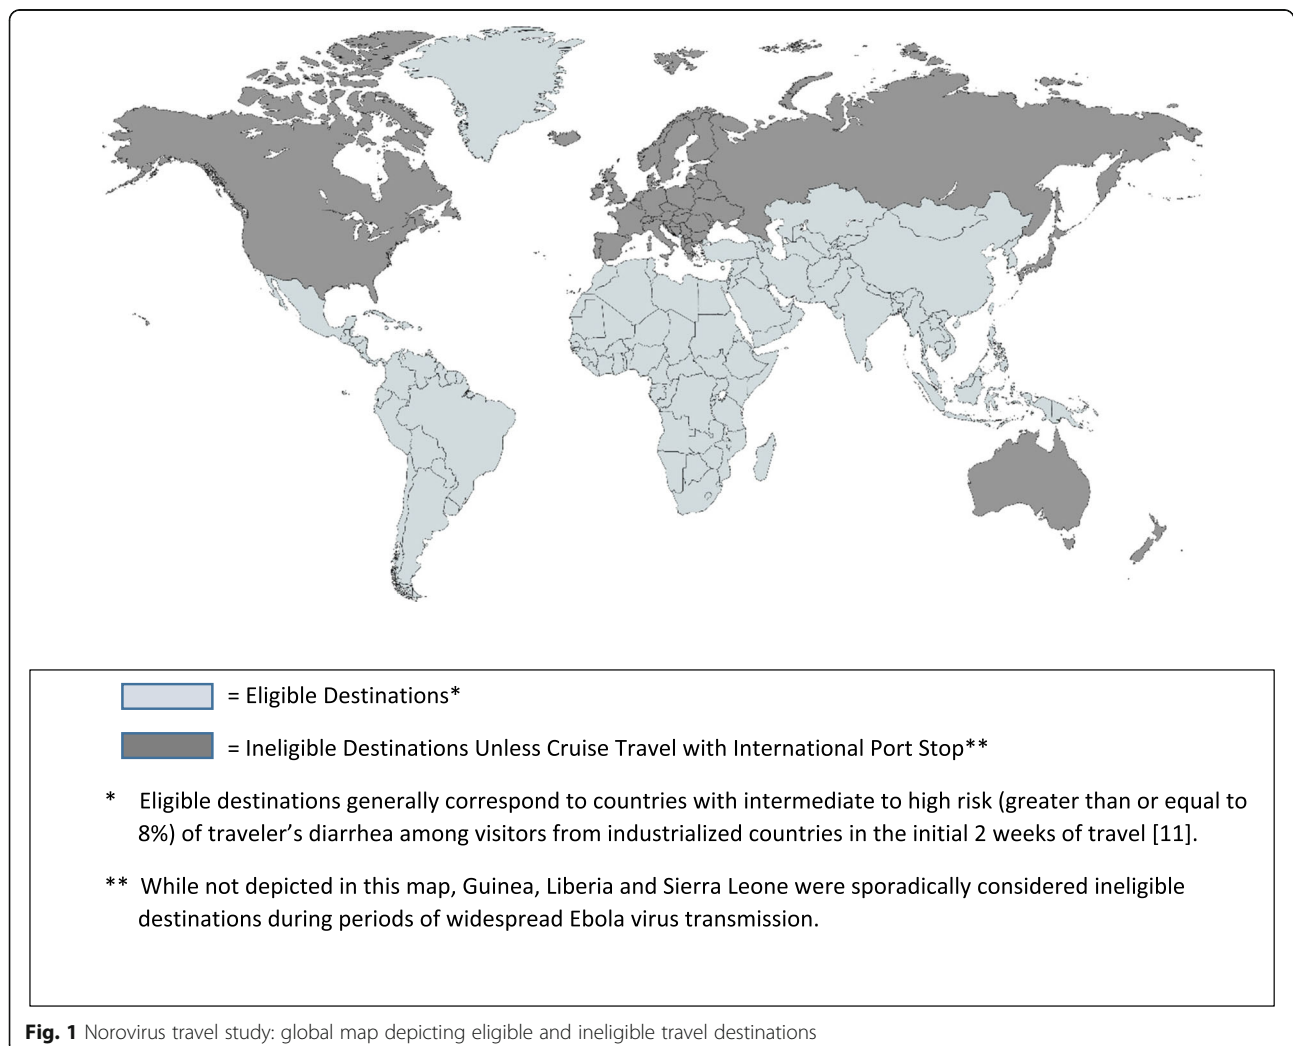 = Eligible Destinations*
= Ineligible Destinations Unless Cruise Travel with International Port Stop**
* Eligible destinations generally correspond to countries with intermediate to high risk (greater than or equal to
8%) of traveler’s diarrhea among visitors from industrialized countries in the initial 2 weeks of travel [11].
** While not depicted in this map, Guinea, Liberia and Sierra Leone were sporadically considered ineligible
destinations during periods of widespread Ebola virus transmission.
Fig. 1 Norovirus travel study: global map depicting eligible and ineligible travel destinations